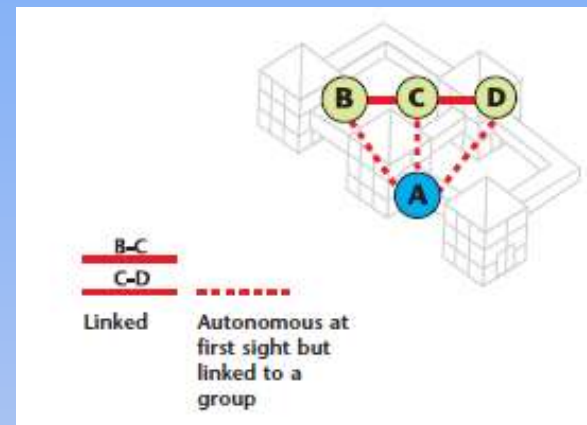 B C D
A
B-C
C-D
Linked
Autonomous at
first sight but
linked to a
group